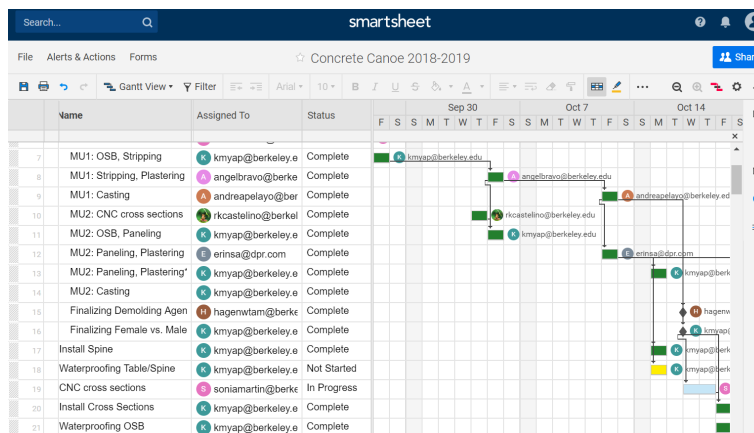 Search...
smartsheet
File Alerts & Actions Forms
Concrete Canoe 2018-2019
Shar
Gantt View Filter Arial 10 B I U S A
Name Assigned To Status
Sep 30 Oct 7 Oct 14
F S S M T W T F S S M T W T F S S M T W T F S
7 MU1: OSB, Stripping K kmyap@berkeley.e Complete K kmyap@berkeley.edu
8 MU1: Stripping, Plastering A angelbravo@berke Complete A angelbravo@berkeley.edu
9 MU1: Casting A andreapelayo@ber Complete A andreapelayo@berkeley.ed
10 MU2: CNC cross sections rkcastelino@berkel Complete rkcastelino@berkeley.edu
11 MU2: OSB, Paneling K kmyap@berkeley.e Complete K kmyap@berkeley.edu
12 MU2: Paneling, Plastering E erinsa@dpr.com Complete E erinsa@dpr.com
13 MU2: Paneling, Plastering* K kmyap@berkeley.e Complete K kmyap@berk
14 MU2: Casting K kmyap@berkeley.e Complete
15 Finalizing Demolding Agen H hagenwtam@berke Complete H hagenw
16 Finalizing Female vs. Male K kmyap@berkeley.e Complete K kmyap@
17 Install Spine K kmyap@berkeley.e Complete K kmyap@berk
18 Waterproofing Table/Spine K kmyap@berkeley.e Not Started K kmyap@berk
19 CNC cross sections S soniamartin@berke In Progress S
20 Install Cross Sections K kmyap@berkeley.e Complete
21 Waterproofing OSB K kmyap@berkeley.e Complete